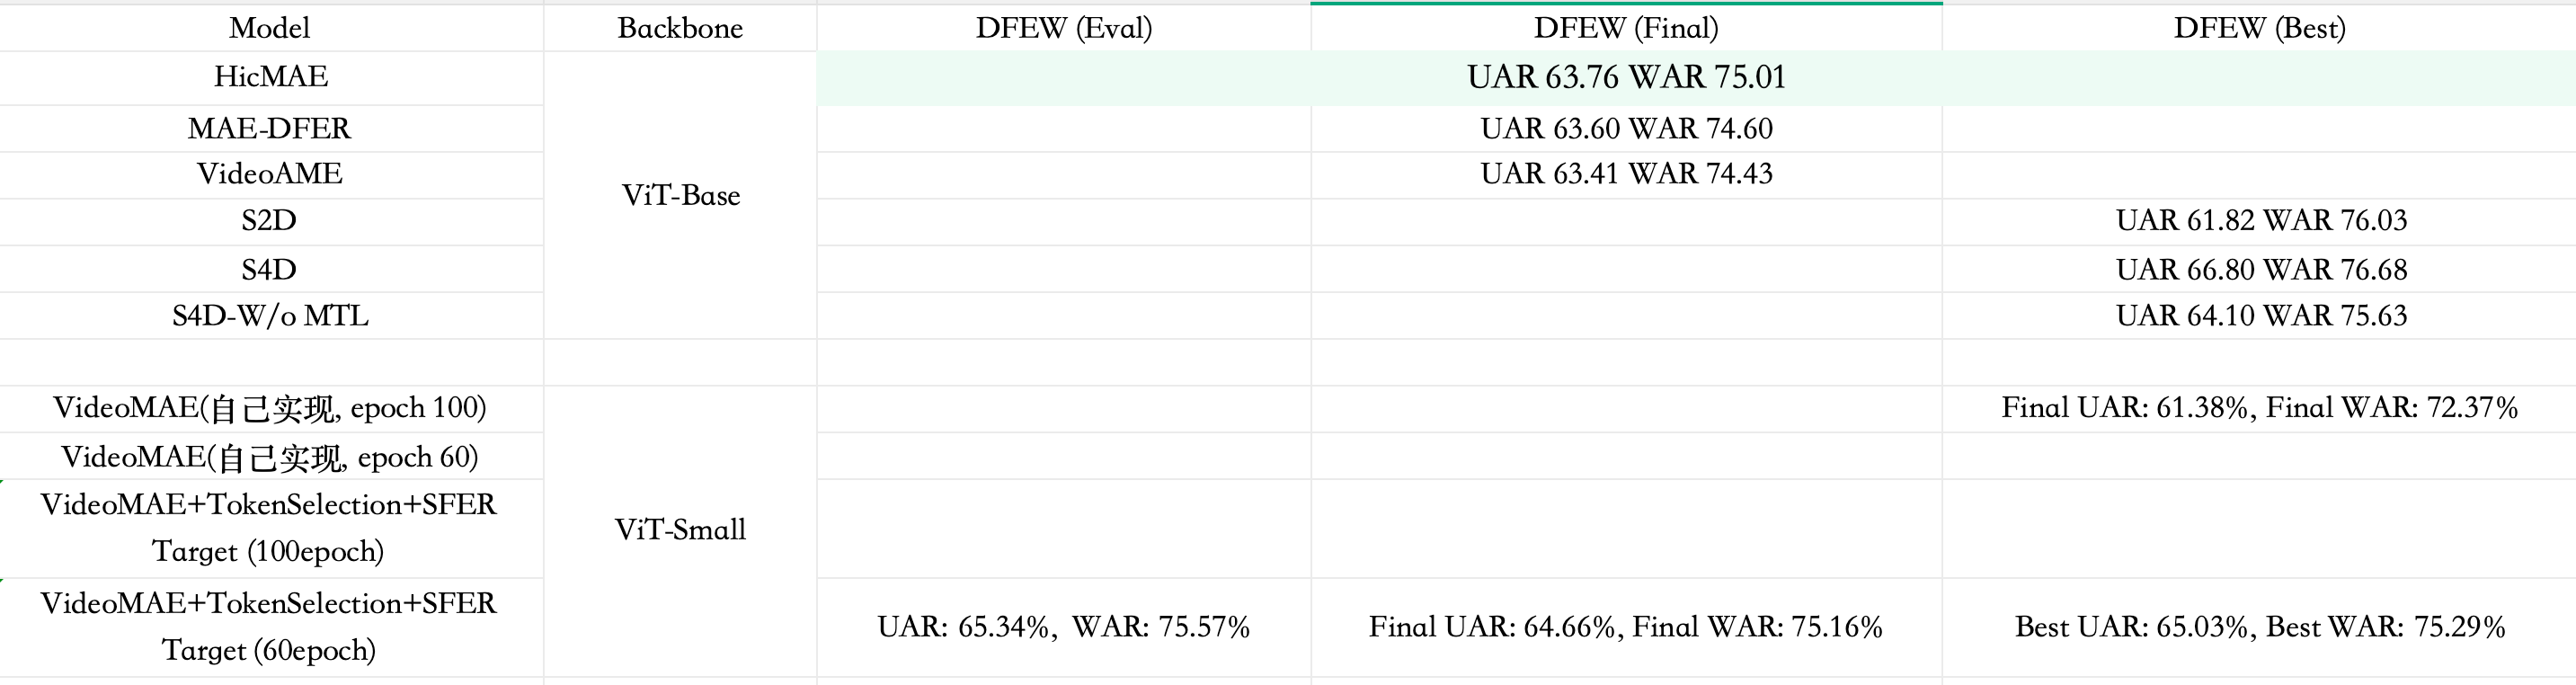 Model Backbone DFEW (Eval) DFEW (Final) DFEW (Best)
HicMAE UAR 63.76 WAR 75.01
MAE-DFER UAR 63.60 WAR 74.60
VideoAME UAR 63.41 WAR 74.43
ViT-Base
S2D UAR 61.82 WAR 76.03
S4D UAR 66.80 WAR 76.68
S4D-W/o MTL UAR 64.10 WAR 75.63
VideoMAE(自己实现, epoch 100) Final UAR: 61.38%, Final WAR: 72.37%
VideoMAE(自己实现, epoch 60)
VideoMAE+TokenSelection+SFER
Target (100epoch)
ViT-Small
VideoMAE+TokenSelection+SFER
Target (60epoch)
UAR: 65.34%, WAR: 75.57% Final UAR: 64.66%, Final WAR: 75.16% Best UAR: 65.03%, Best WAR: 75.29%